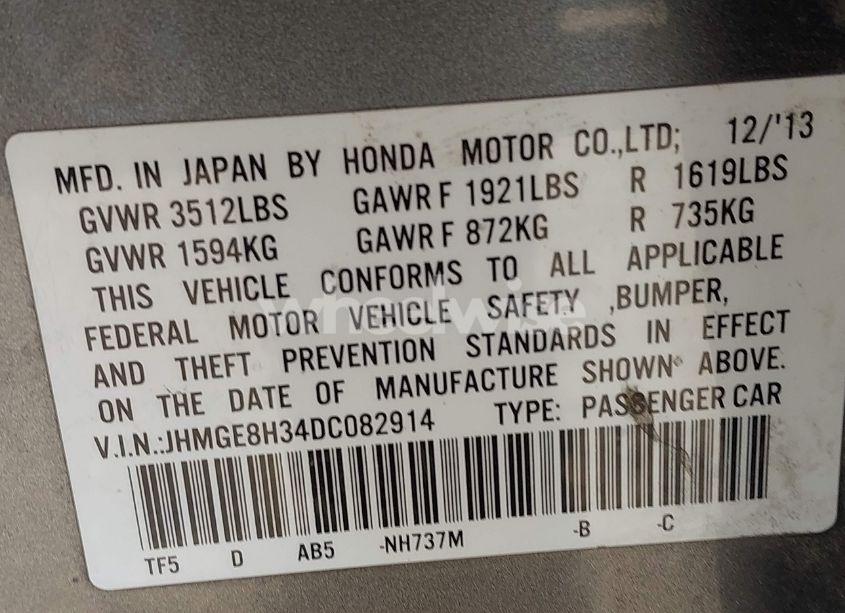 MFD. IN JAPAN BY HONDA MOTOR CO.,LTD; 12/'13
GVWR 3512LBS GAWR F 1921LBS R 1619LBS
GVWR 1594KG GAWR F 872KG R 735KG
THIS VEHICLE CONFORMS TO ALL APPLICABLE
FEDERAL MOTOR VEHICLE SAFETY ,BUMPER,
AND THEFT PREVENTION STANDARDS IN EFFECT
ON THE DATE OF MANUFACTURE SHOWN ABOVE.
V.I.N.:JHMGE8H34DC082914 TYPE: PASSENGER CAR
TF5 D AB5 -NH737M -B -C